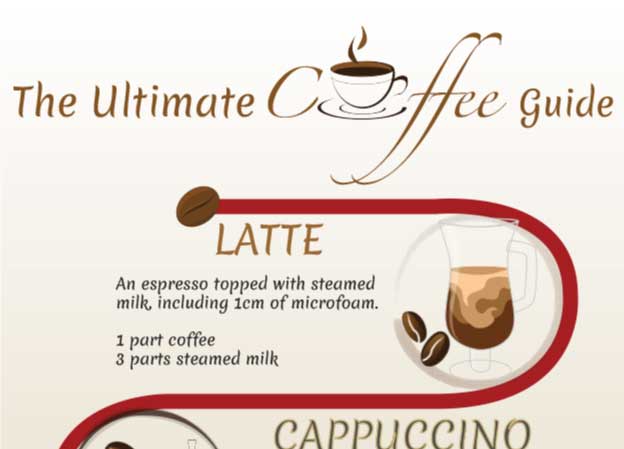 The Ultimate Coffee Guide
LATTE
An espresso topped with steamed
milk, including 1cm of microfoam.
1 part coffee
3 parts steamed milk
CAPPUCCINO